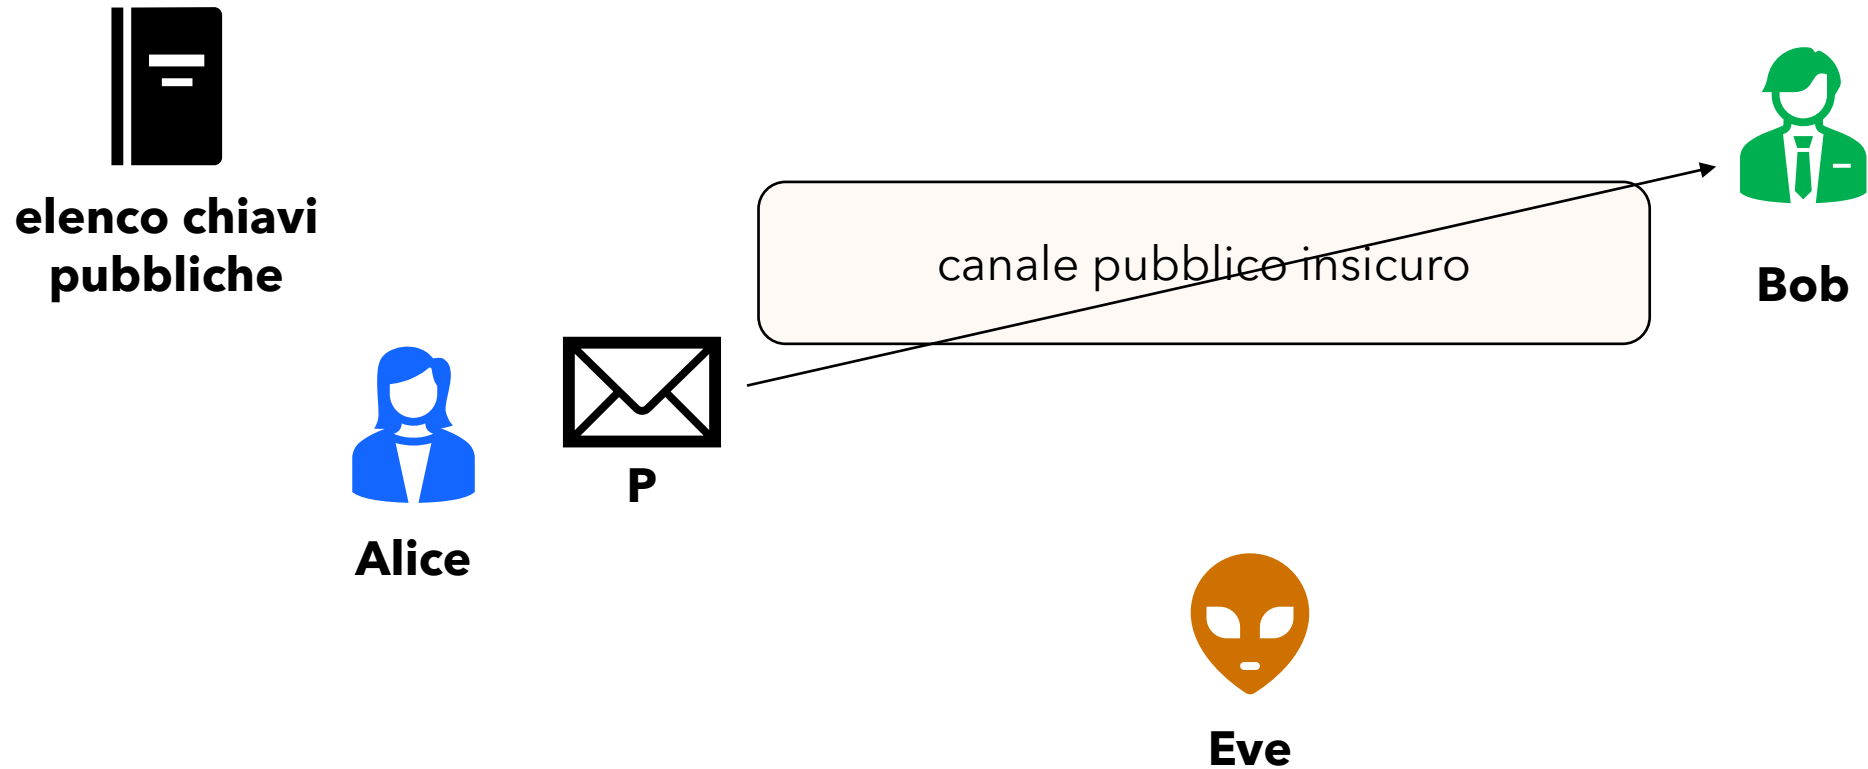 elenco chiavi
pubbliche
canale pubblico insicuro
Bob
P
Alice
Eve